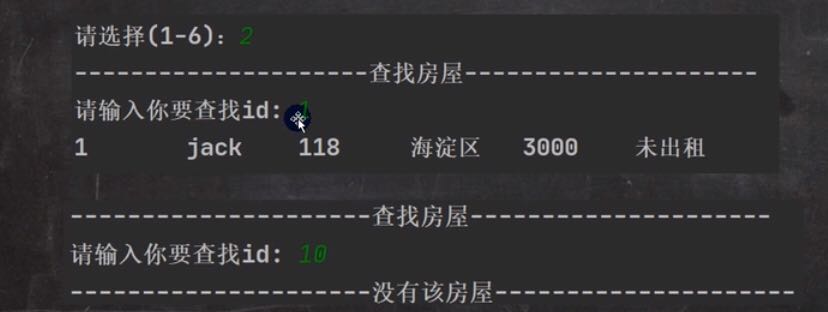 请选择(1-6): 2
---------------------查找房屋---------------------
请输入你要查找id: 1
1 jack 118 海淀区 3000 未出租
---------------------查找房屋---------------------
请输入你要查找id: 10
---------------------没有该房屋---------------------